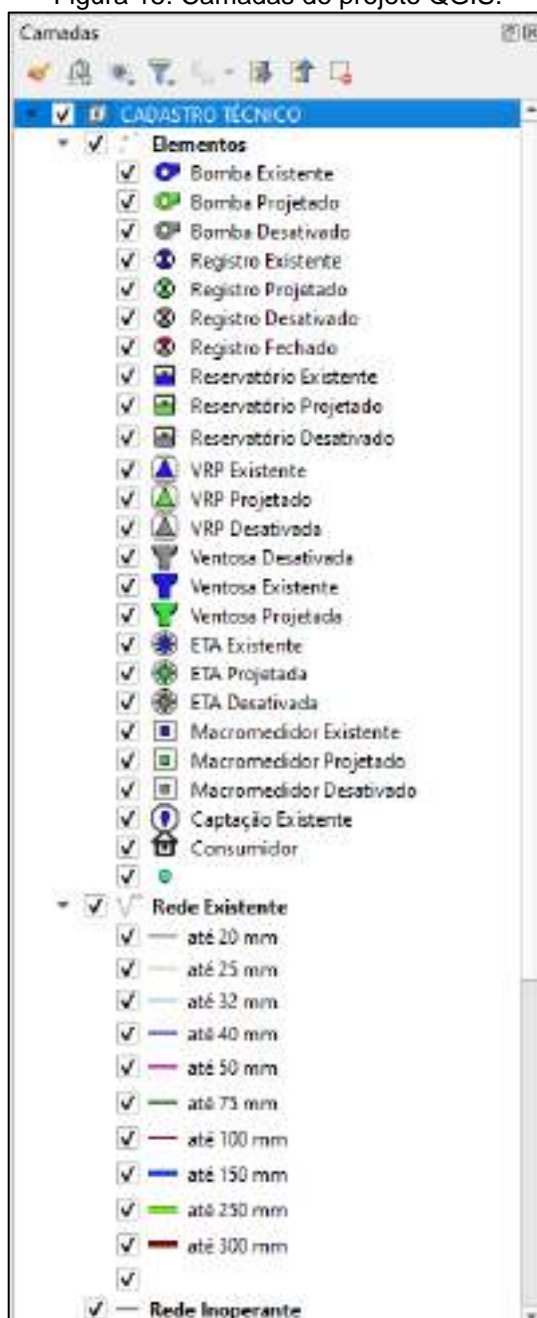 Figura 13. Camadas do projeto QGIS.
Camadas
CADASTRO TÉCNICO
Elementos
Bomba Existente
Bomba Projetado
Bomba Desativado
Registro Existente
Registro Projetado
Registro Desativado
Registro Fechado
Reservatório Existente
Reservatório Projetado
Reservatório Desativado
VRP Existente
VRP Projetado
VRP Desativada
Ventosa Desativada
Ventosa Existente
Ventosa Projetada
ETA Existente
ETA Projetada
ETA Desativada
Macromedidor Existente
Macromedidor Projetado
Macromedidor Desativado
Captação Existente
Consumidor
Rede Existente
até 20 mm
até 25 mm
até 32 mm
até 40 mm
até 50 mm
até 75 mm
até 100 mm
até 150 mm
até 250 mm
até 300 mm
Rede Inoperante